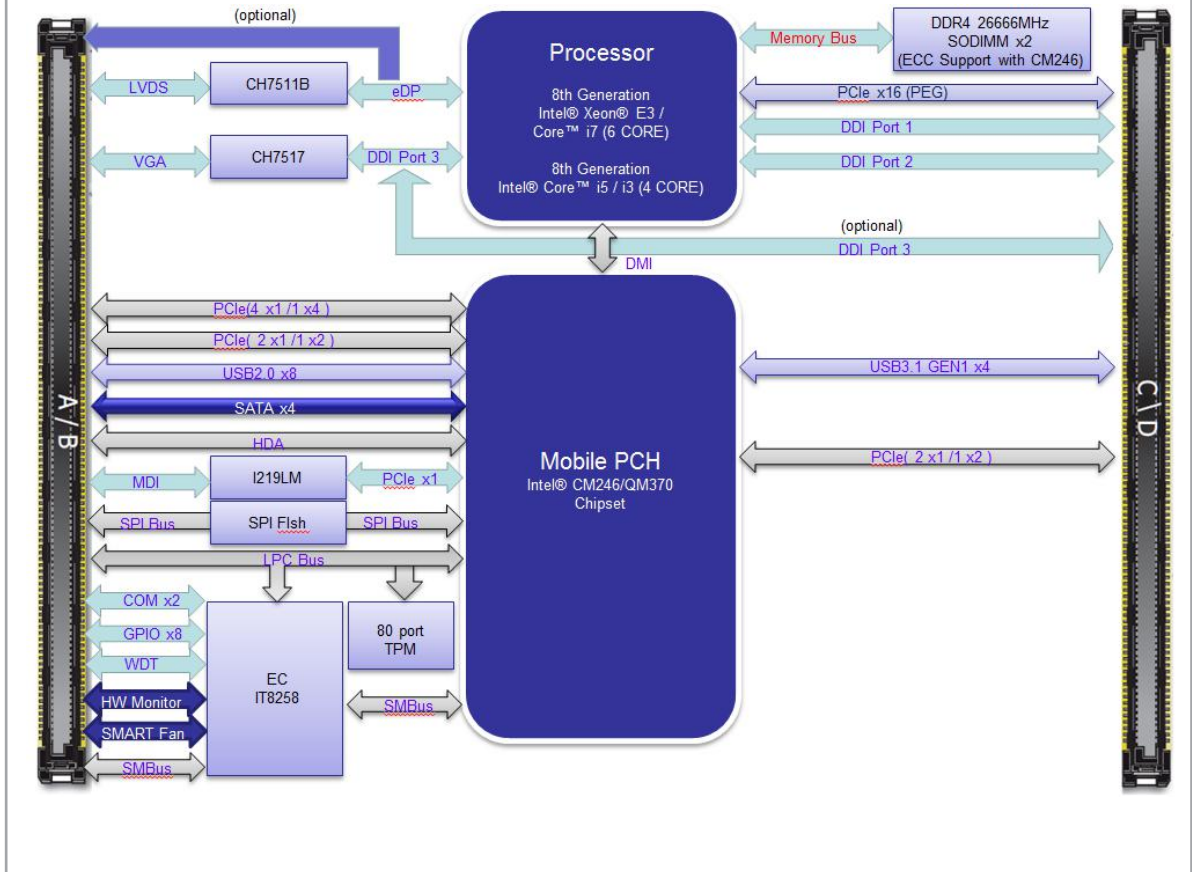 (optional)
LVDS
CH7511B
eDP
VGA
CH7517
DDI Port 3
Processor
8th Generation
Intel® Xeon® E3 /
Core™ i7 (6 CORE)
8th Generation
Intel® Core™ i5 / i3 (4 CORE)
Memory Bus
DDR4 26666MHz
SODIMM x2
(ECC Support with CM246)
PCIe x16 (PEG)
DDI Port 1
DDI Port 2
(optional)
DDI Port 3
DMI
A / B
PCIe(4 x1 /1 x4 )
PCIe( 2 x1 /1 x2 )
USB2.0 x8
SATA x4
HDA
MDI
I219LM
PCIe x1
SPI Bus
SPI Flsh
SPI Bus
LPC Bus
COM x2
GPIO x8
WDT
HW Monitor
SMART Fan
SMBus
EC
IT8258
80 port
TPM
SMBus
Mobile PCH
Intel® CM246/QM370
Chipset
USB3.1 GEN1 x4
PCIe( 2 x1 /1 x2 )
C \ D